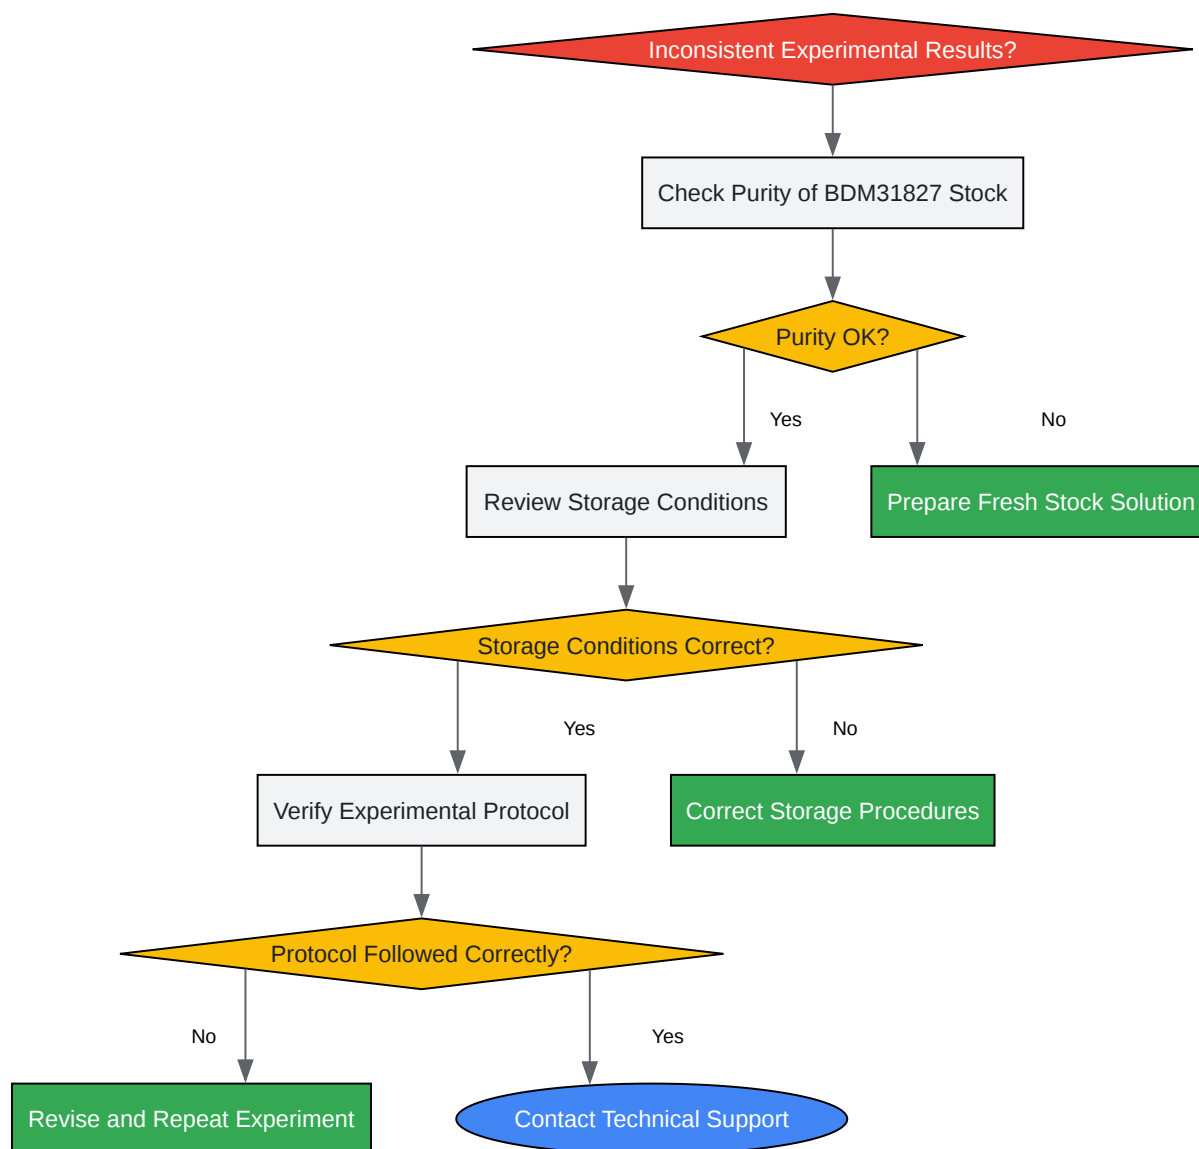 Inconsistent Experimental Results?
Check Purity of BDM31827 Stock
Purity OK?
Yes
No
Review Storage Conditions
Prepare Fresh Stock Solution
Storage Conditions Correct?
Yes
No
Verify Experimental Protocol
Correct Storage Procedures
Protocol Followed Correctly?
No
Yes
Revise and Repeat Experiment
Contact Technical Support